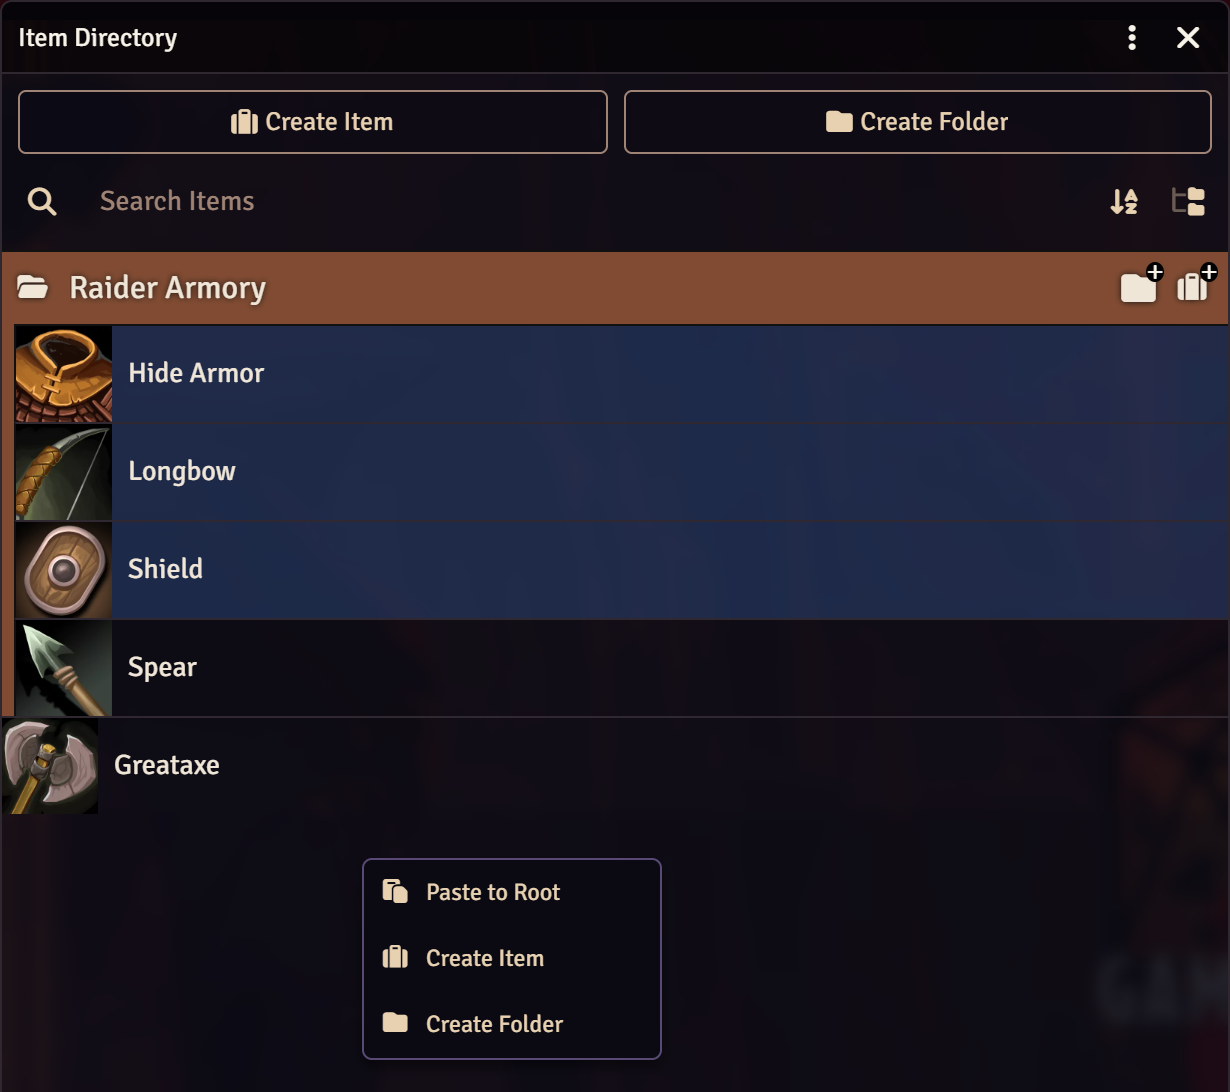 Item Directory
Create Item
Create Folder
Search Items
Raider Armory
Hide Armor
Longbow
Shield
Spear
Greataxe
Paste to Root
Create Item
Create Folder